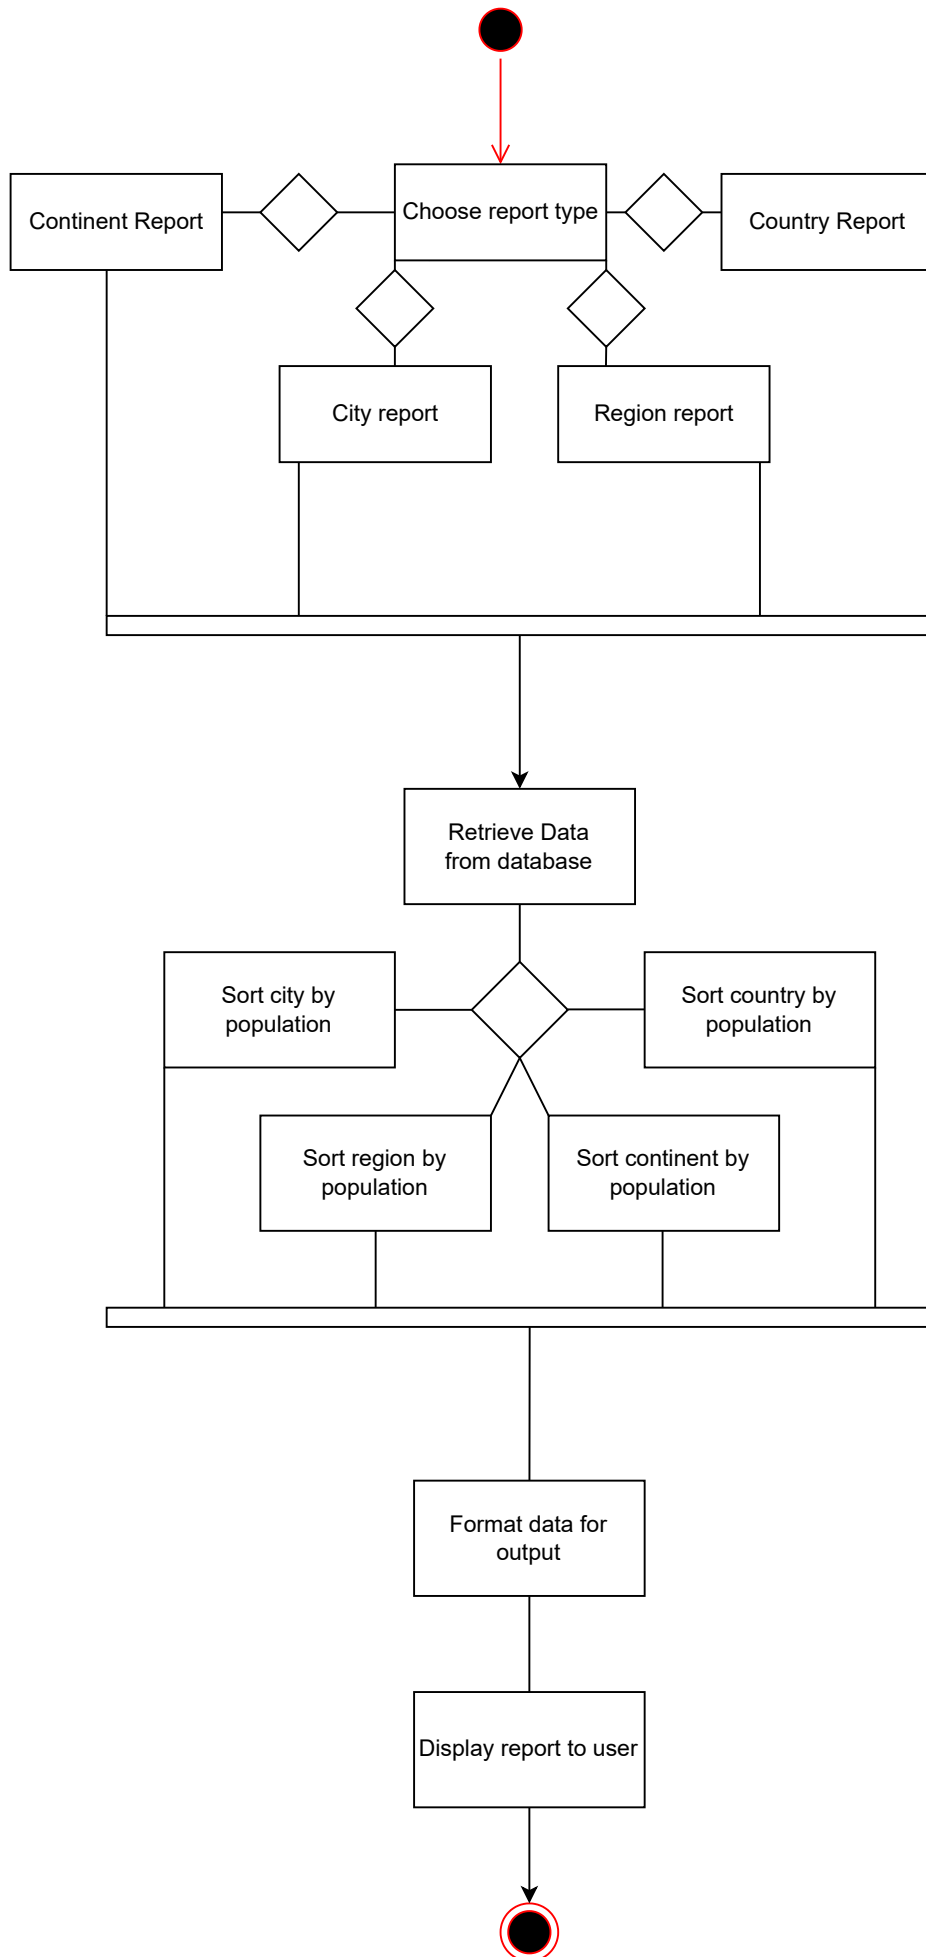 Continent Report
Choose report type
Country Report
City report
Region report
Retrieve Data
from database
Sort city by
population
Sort country by
population
Sort region by
population
Sort continent by
population
Format data for
output
Display report to user